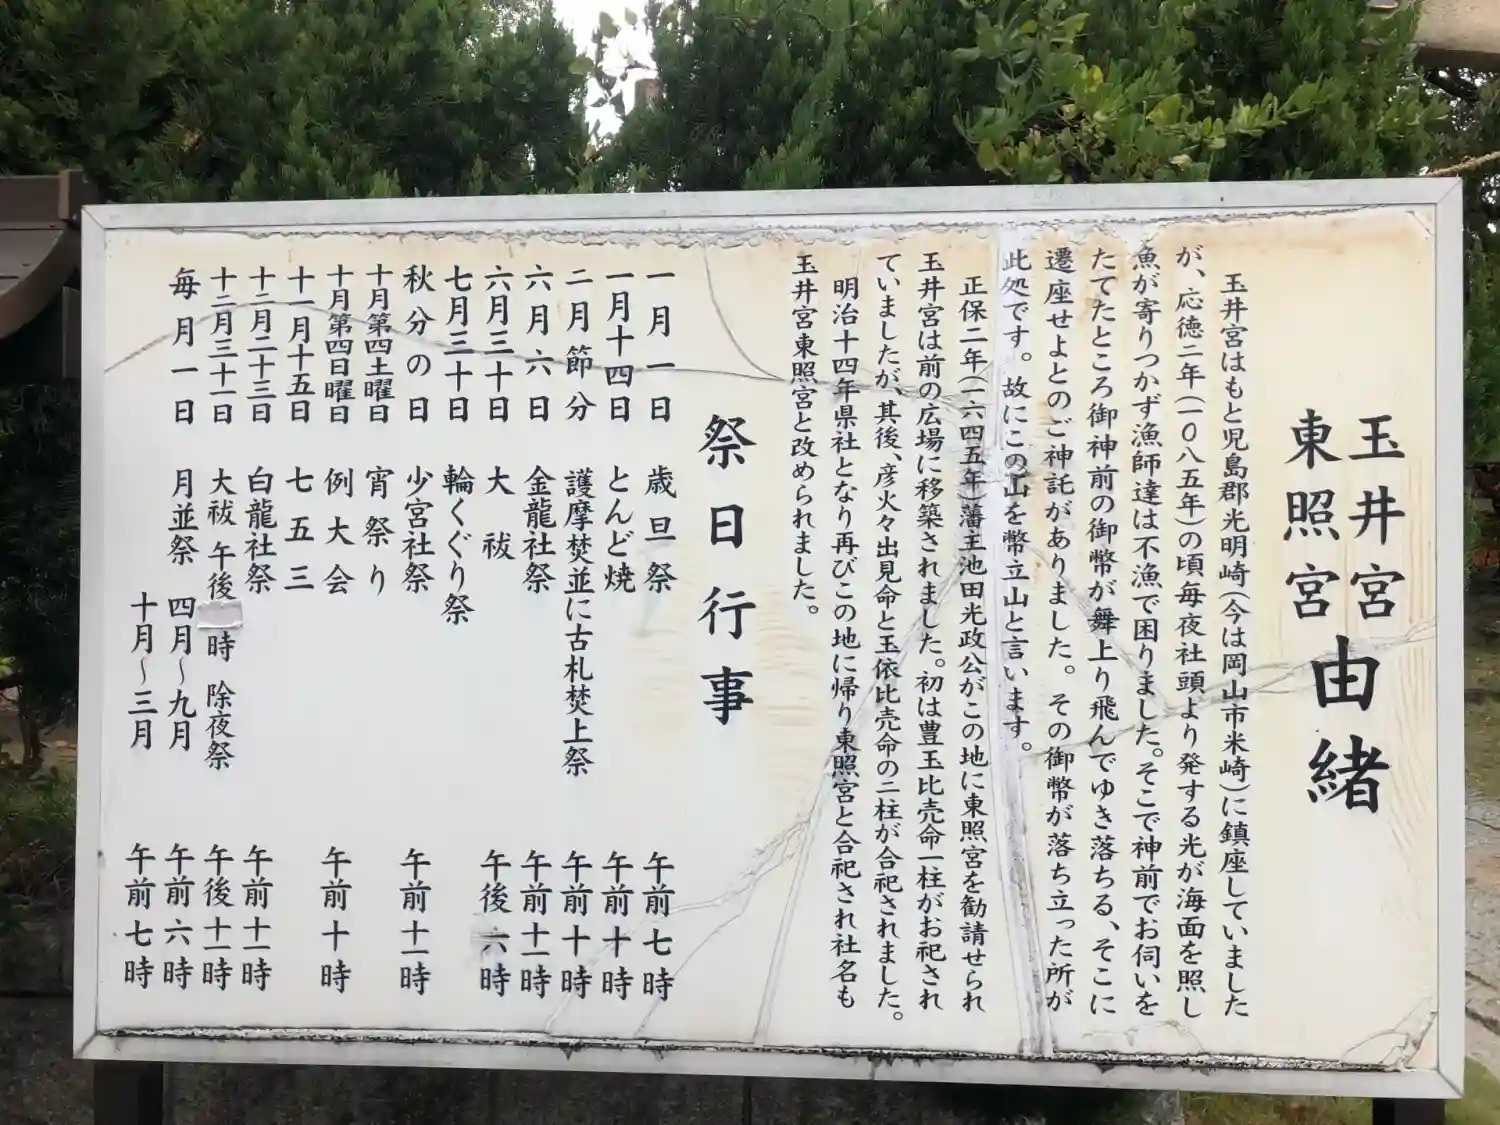 玉井宮
東照宮
由緒
玉井宮はもと児島郡光明崎(今は岡山市米崎)に鎮座していました
が、応徳二年(一〇八五年)の頃毎夜社頭より発する光が海面を照し
魚が寄りつかず漁師達は不漁で困りました。そこで神前でお伺いを
たてたところ御神前の御幣が舞上り飛んでゆき落ちる、そこに
遷座せよとのご神託がありました。その御幣が落ち立った所が
此処です。故にこの山を幣立山と言います。
正保二年(一六四五年)藩主池田光政公がこの地に東照宮を勧請せられ
玉井宮は前の広場に移築されました。初は豊玉比売命一柱がお祀され
ていましたが、其後、彦火々出見命と玉依比売命の二柱が合祀されました。
明治十四年県社となり再びこの地に帰り東照宮と合祀され社名も
玉井宮東照宮と改められました。
祭日行事
一月一日 歳旦祭 午前七時
一月十四日 とんど焼 午前十時
二月節分 護摩焚並に古札焚上祭 午前十時
六月六日 金龍社祭 午前十一時
六月三十日 大祓 午後六時
七月三十日 輪くぐり祭
秋分の日 少宮社祭 午前十一時
十月第四土曜日 宵祭り
十月第四日曜日 例大会 午前十時
十一月十五日 七五三
十二月二十三日 白龍社祭 午前十一時
十二月三十一日 大祓 午後 時 除夜祭 午後十一時
毎月一日 月並祭 四月〜九月 午前六時
十月〜三月 午前七時